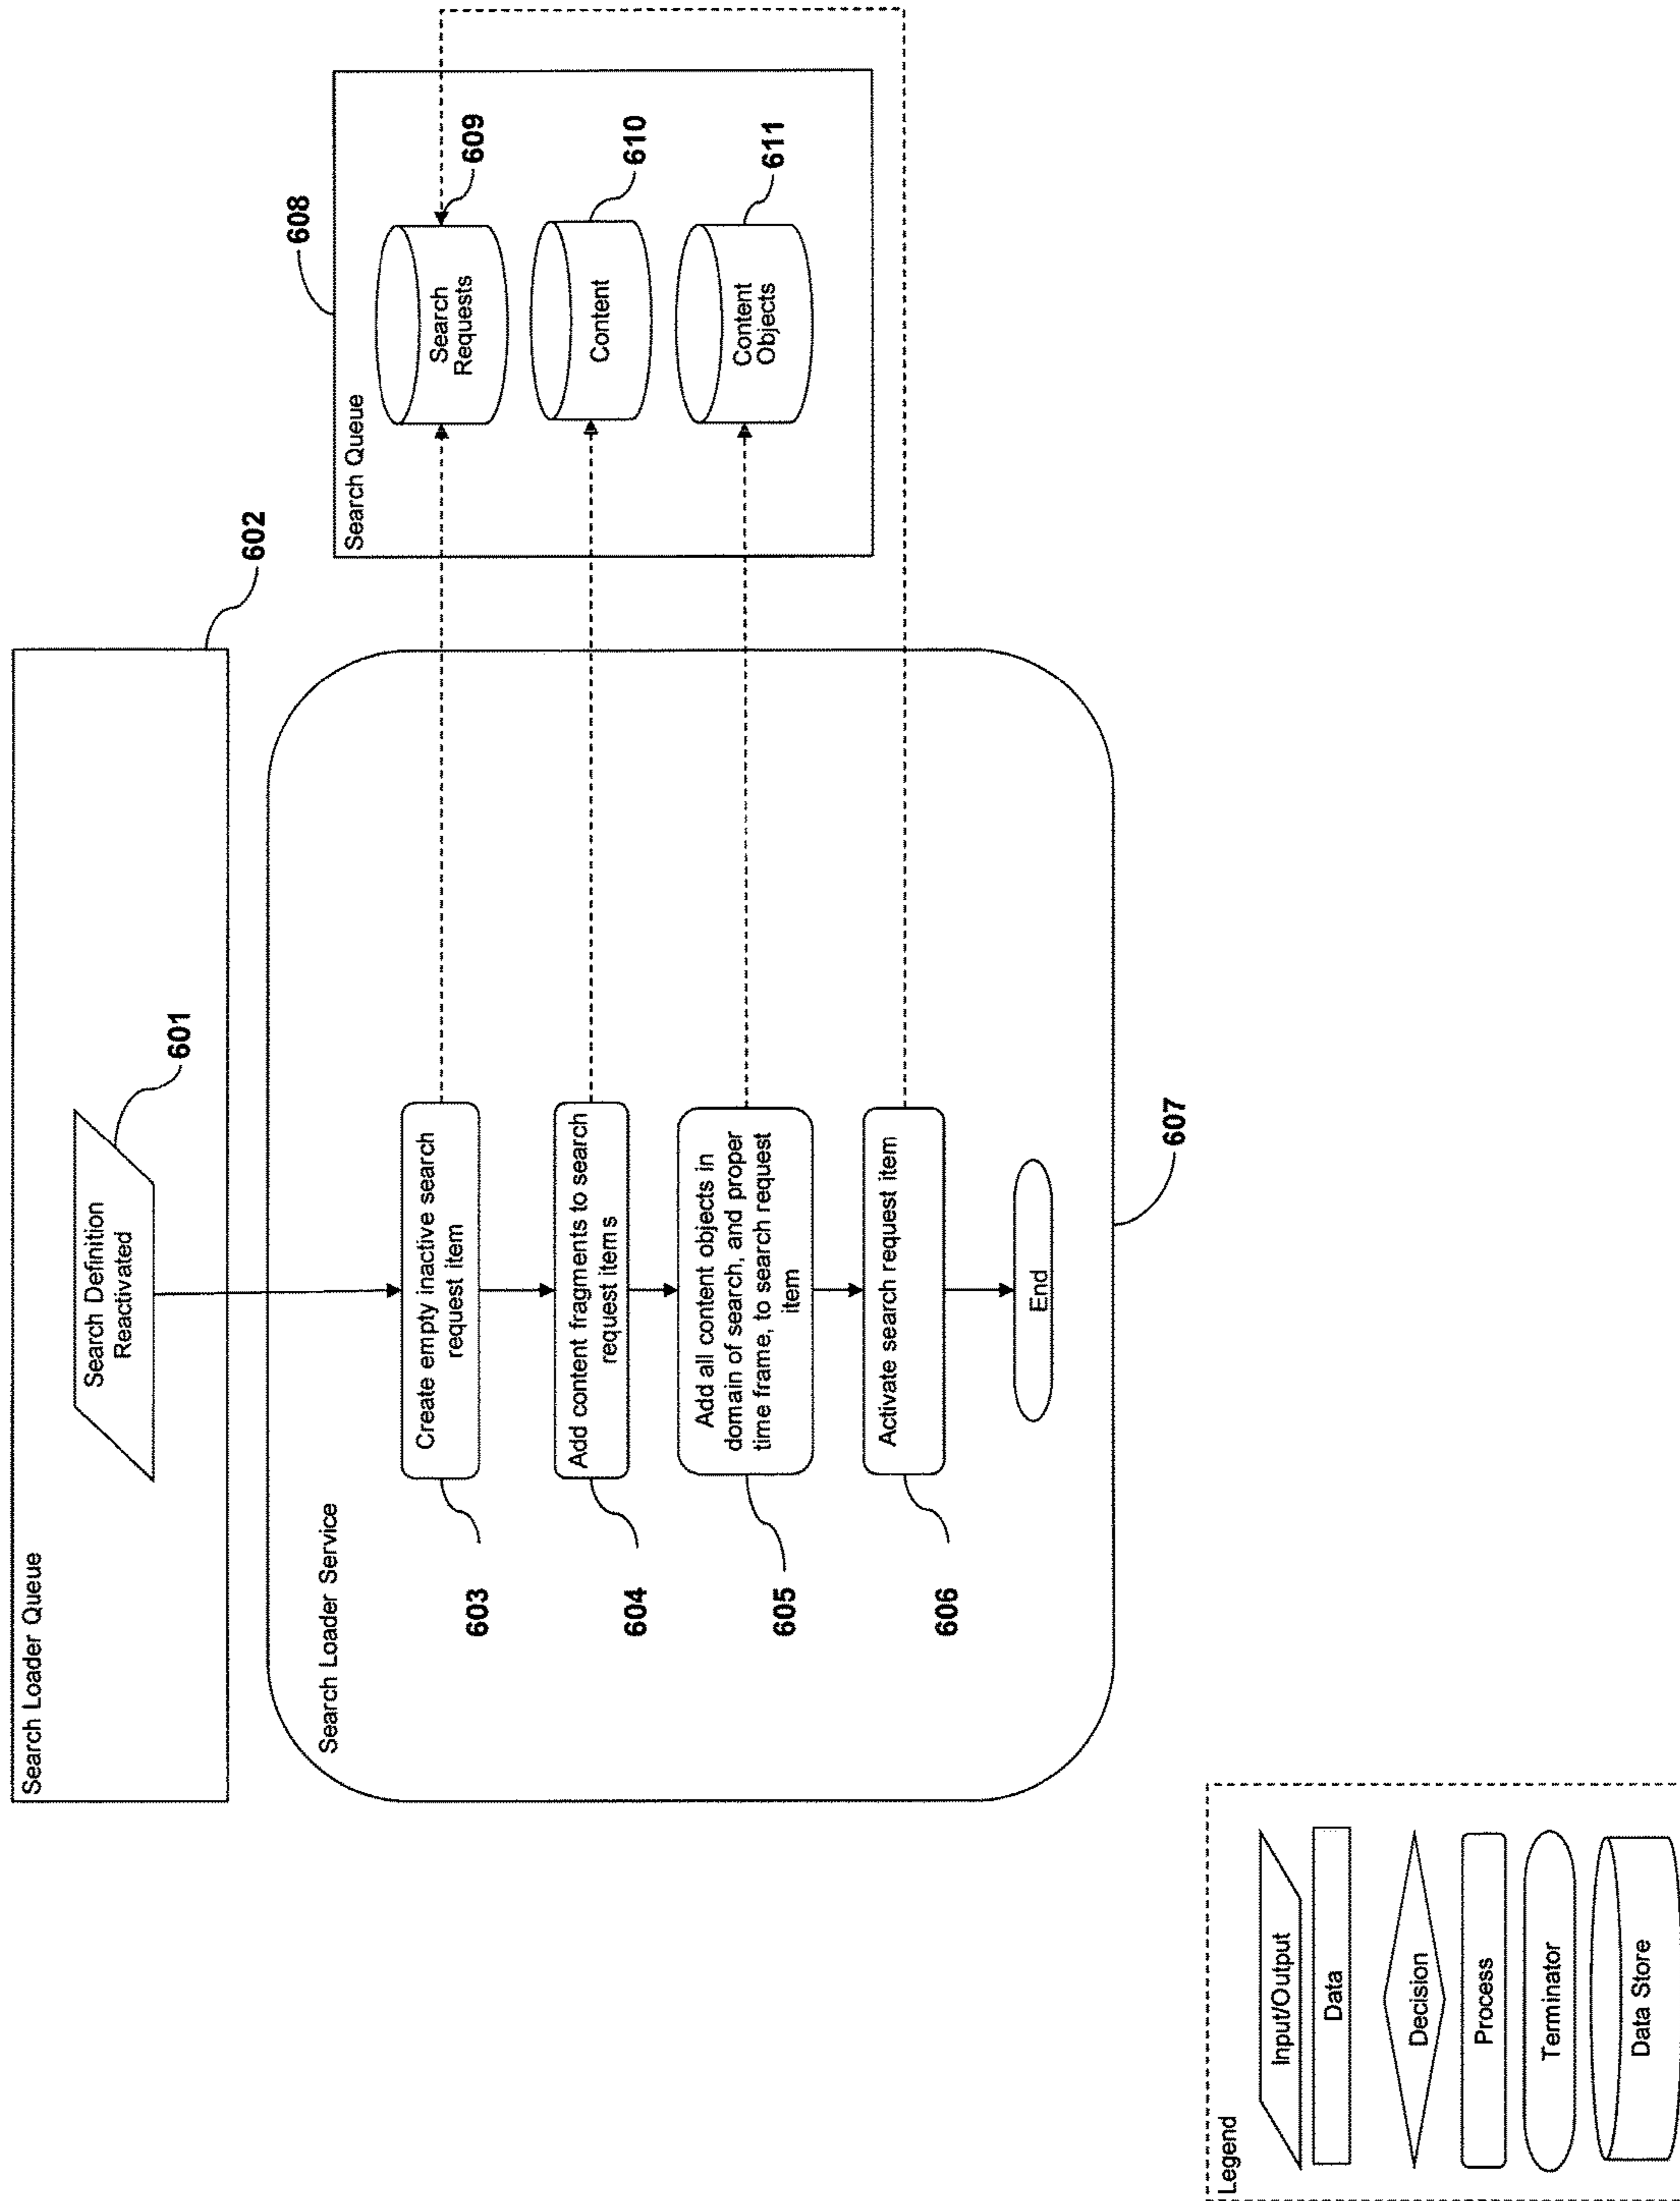 Search Loader Queue
Search Definition
Reactivated
601
602
Search Loader Service
603
Create empty inactive search
request item
604
Add content fragments to search
request items
605
Add all content objects in
domain of search, and proper
time frame, to search request
item
606
Activate search request item
End
607
608
Search Queue
Search
Requests
609
Content
610
Content
Objects
611
Legend
Input/Output
Data
Decision
Process
Terminator
Data Store